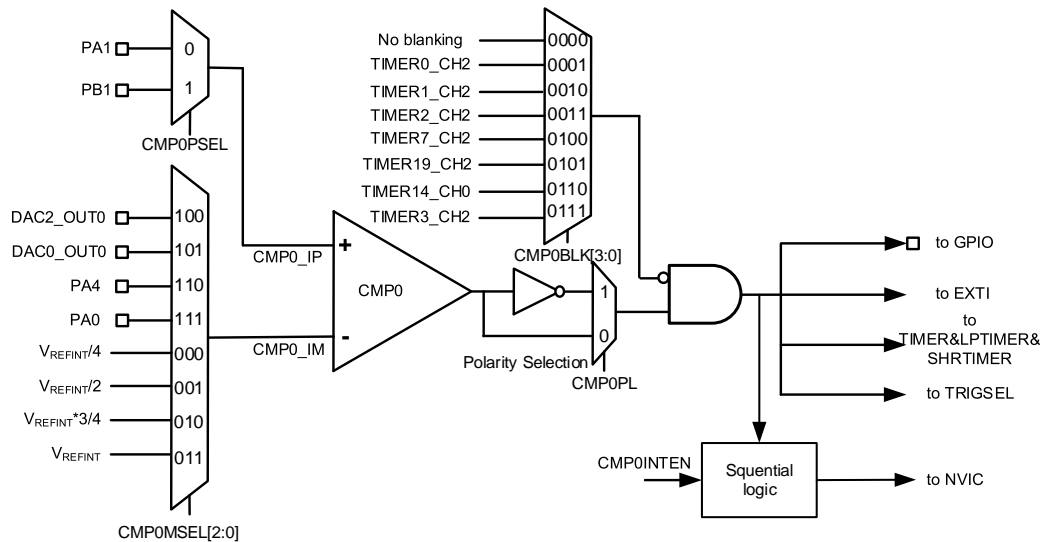 PA1
PB1
0
1
CMP0PSEL
DAC2_OUT0
DAC0_OUT0
PA4
PA0
VREFINT/4
VREFINT/2
VREFINT*3/4
VREFINT
100
101
110
111
000
001
010
011
CMP0MSEL[2:0]
CMP0_IP
CMP0_IM
+
-
CMP0
No blanking
TIMER0_CH2
TIMER1_CH2
TIMER2_CH2
TIMER7_CH2
TIMER19_CH2
TIMER14_CH0
TIMER3_CH2
0000
0001
0010
0011
0100
0101
0110
0111
CMP0BLK[3:0]
1
0
Polarity Selection
CMP0PL
to GPIO
to EXTI
to
TIMER&LPTIMER&
SHRTIMER
to TRIGSEL
CMP0INTEN
Squential
logic
to NVIC